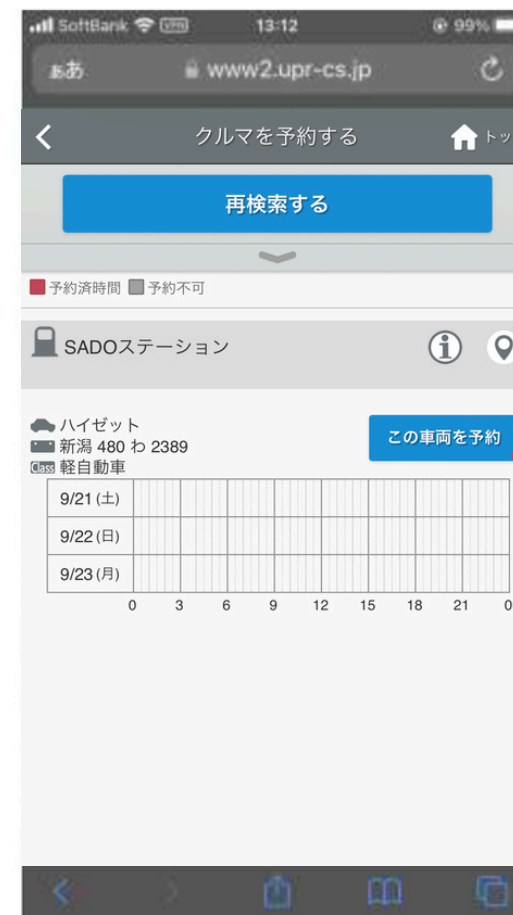 SoftBank VPN 13:12 99%
ぁあ www2.upr-cs.jp
クルマを予約する トッ
再検索する
予約済時間 予約不可
SADOステーション
ハイゼット
この車両を予約
新潟 480 わ 2389
Class 軽自動車
9/21(土)
9/22(日)
9/23(月)
0 3 6 9 12 15 18 21 0